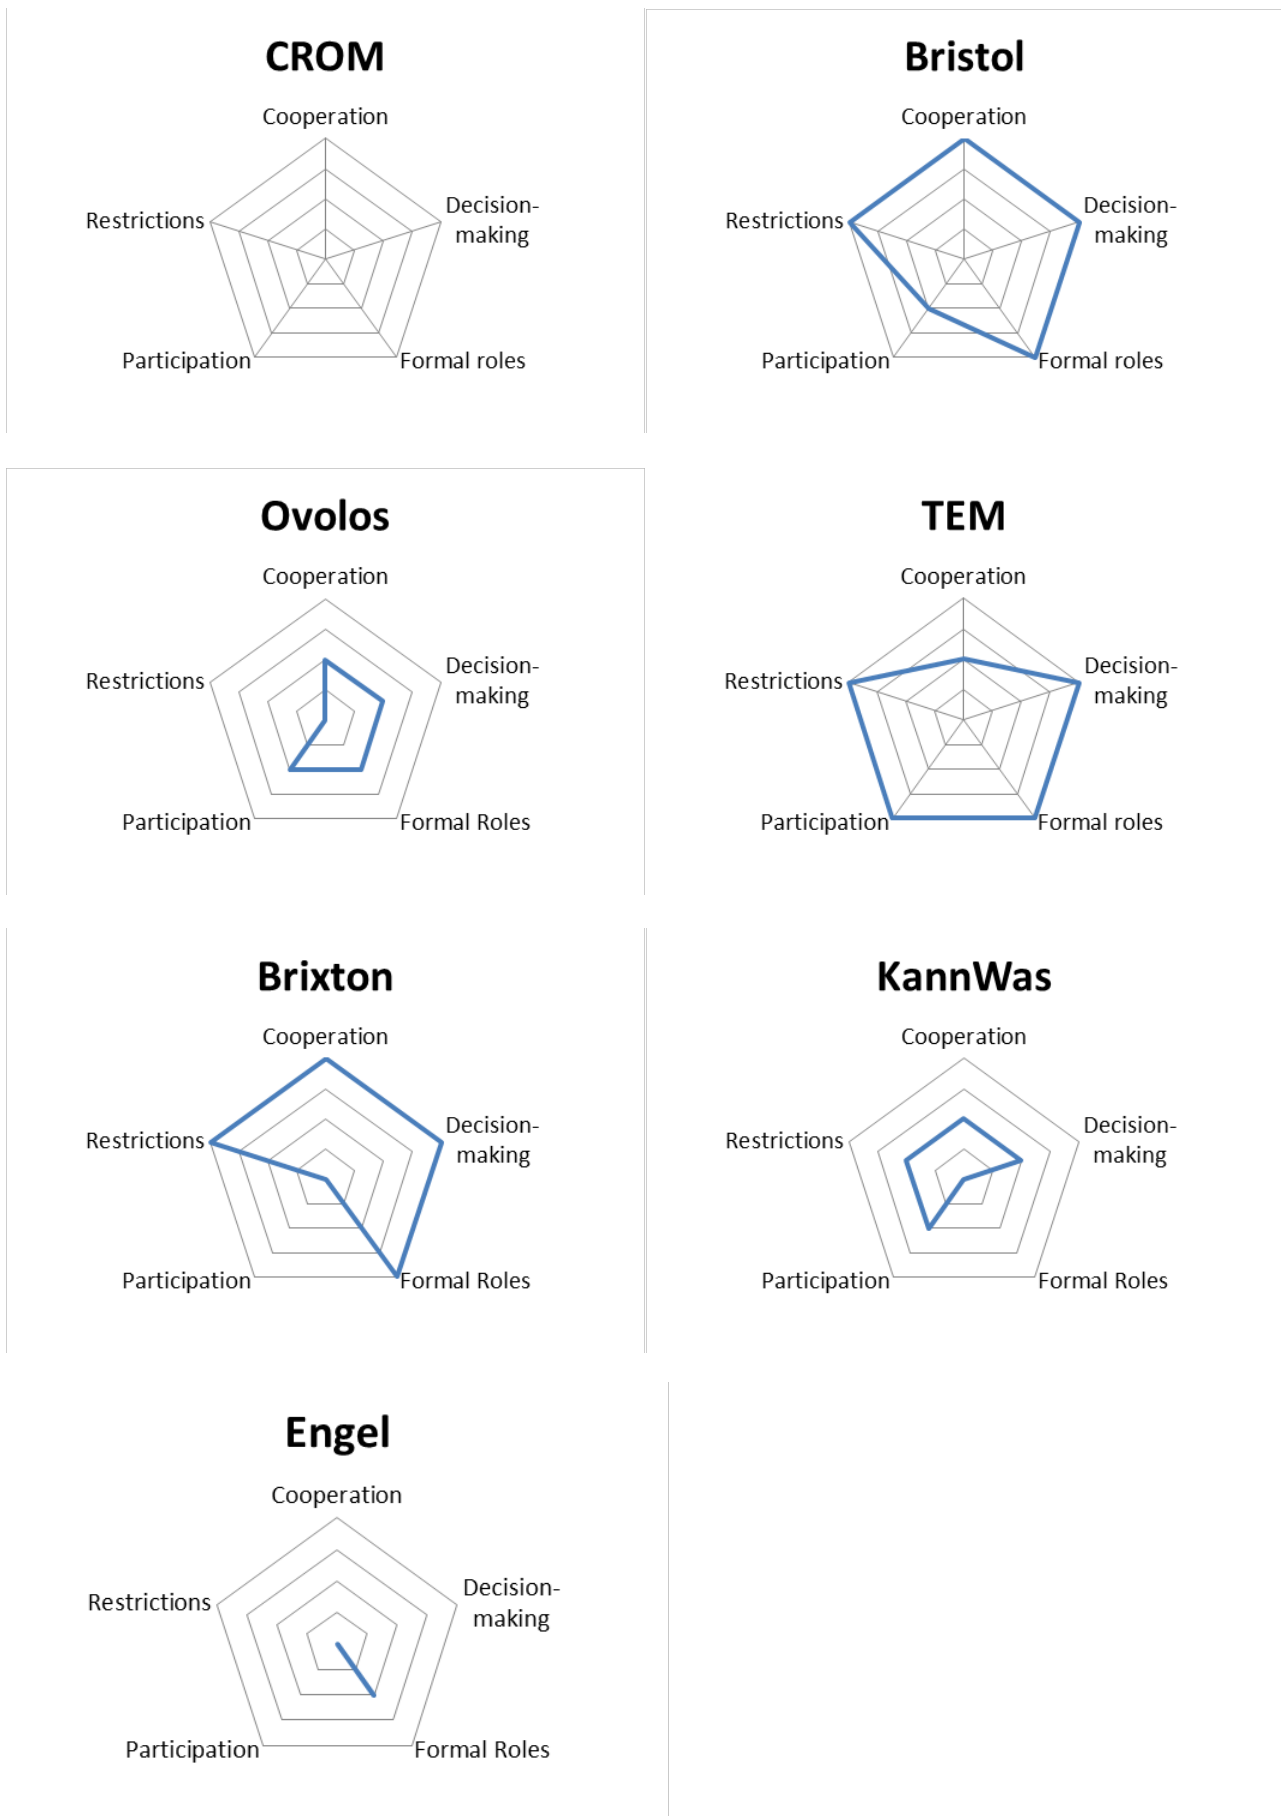 CROM
Cooperation
Decision-
making
Restrictions
Participation
Formal roles
Bristol
Cooperation
Decision-
making
Restrictions
Participation
Formal roles
Ovolos
Cooperation
Decision-
making
Restrictions
Participation
Formal Roles
TEM
Cooperation
Decision-
making
Restrictions
Participation
Formal roles
Brixton
Cooperation
Decision-
making
Restrictions
Participation
Formal Roles
KannWas
Cooperation
Decision-
making
Restrictions
Participation
Formal Roles
Engel
Cooperation
Decision-
making
Restrictions
Participation
Formal Roles